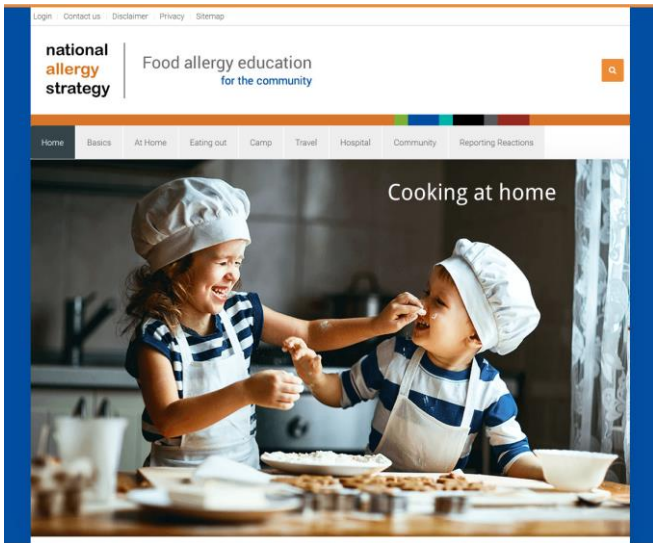 Login Contact us Disclaimer Privacy Sitemap
national
allergy
strategy
Food allergy education
for the community
Home Basics At Home Eating out Camp Travel Hospital Community Reporting Reactions
Cooking at home